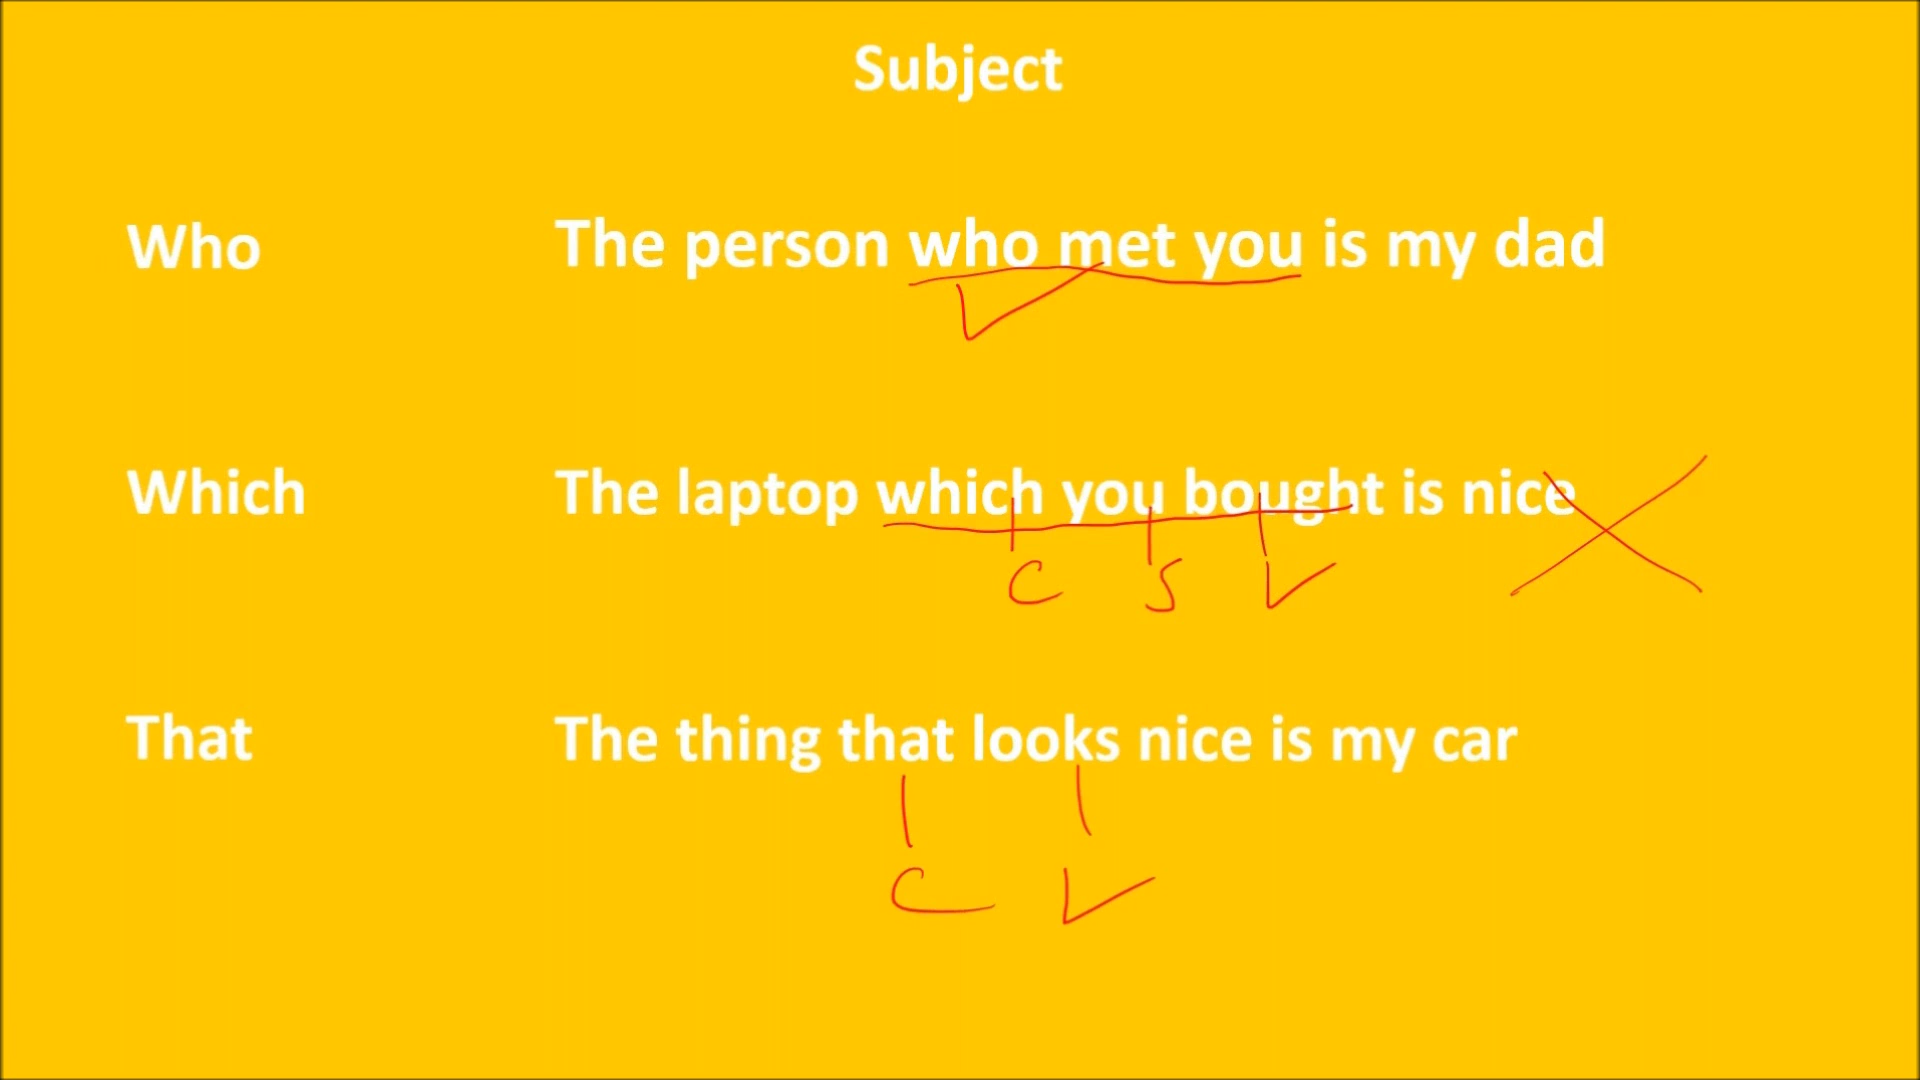 Subject
Who The person who met you is my dad
Which The laptop which you bought is nice
C S V
That The thing that looks nice is my car
C V